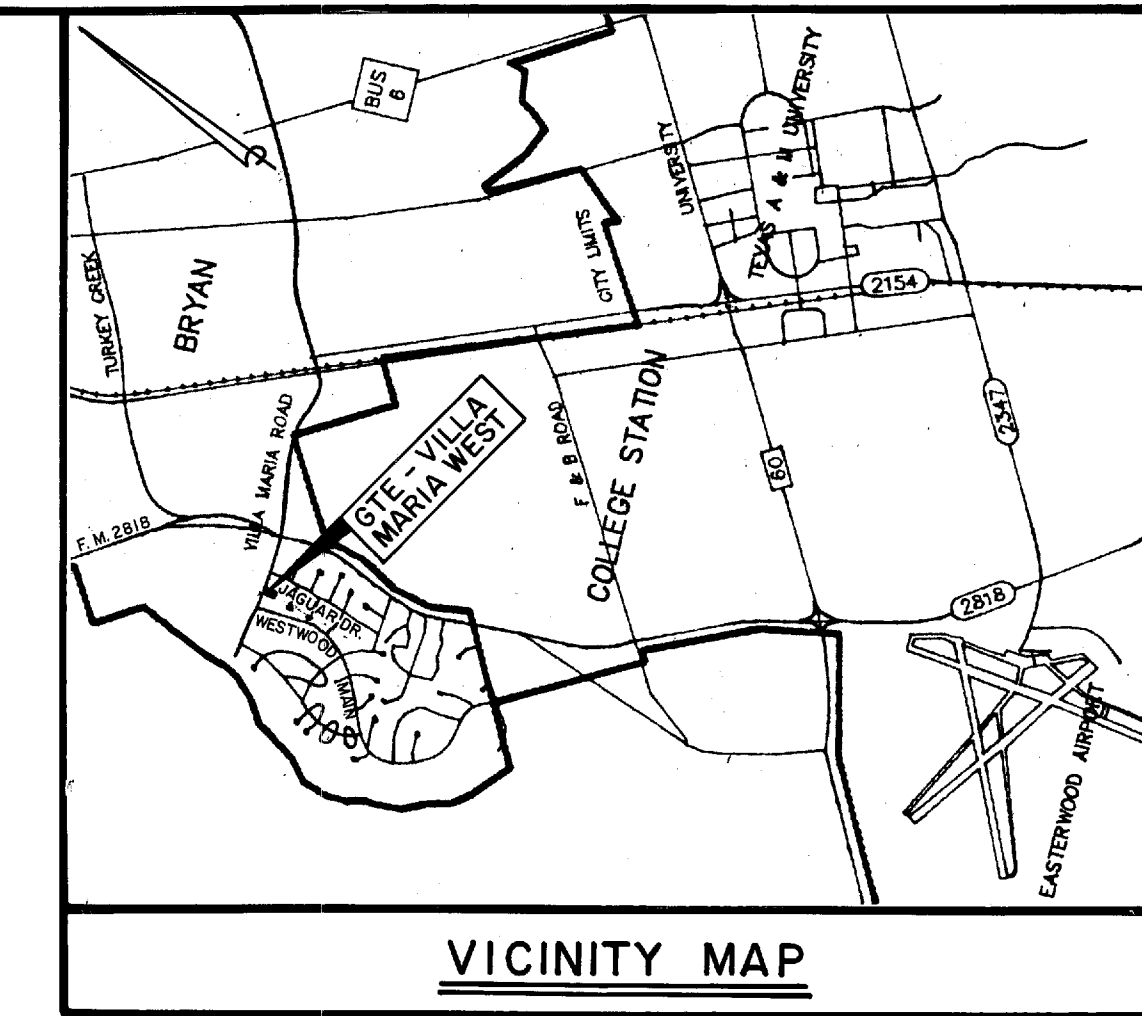 BUS
6
UNIVERSITY
TEXAS A & M UNIVERSITY
CITY LIMITS
TURKEY CREEK
BRYAN
2154
VILLA MARIA ROAD
GTE - VILLA
MARIA WEST
F & B ROAD
COLLEGE STATION
2347
60
F. M. 2818
JAGUAR DR.
WESTWOOD
MAIN
2818
EASTERWOOD AIRPORT
VICINITY MAP